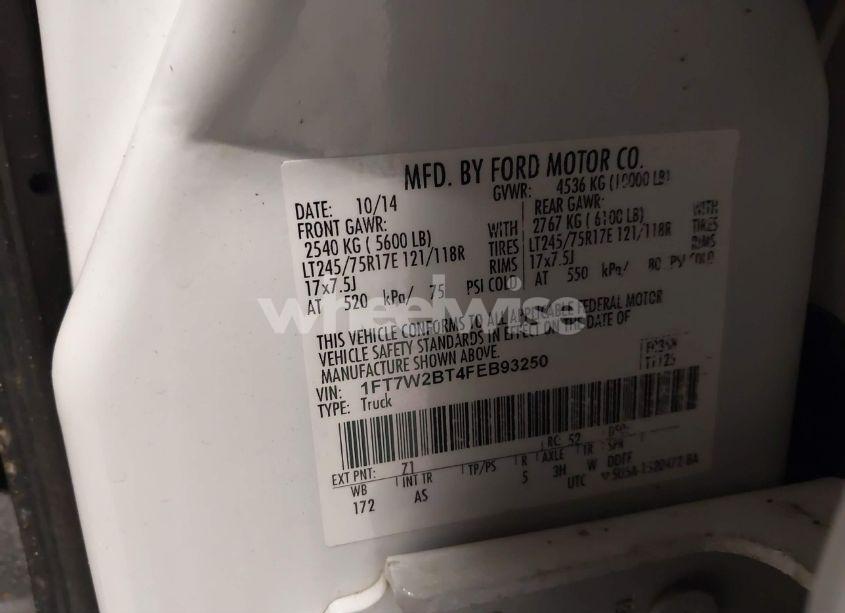 MFD. BY FORD MOTOR CO.
DATE: 10/14 GVWR: 4536 KG (10000 LB)
FRONT GAWR: REAR GAWR:
2540 KG ( 5600 LB) WITH 2767 KG ( 6100 LB) WITH
LT245/75R17E 121/118R TIRES LT245/75R17E 121/118R TIRES
17x7.5J RIMS 17x7.5J RIMS
AT 520 kPa/ 75 PSI COLD AT 550 kPa/ 80 PSI COLD
wheelwise
THIS VEHICLE CONFORMS TO ALL APPLICABLE FEDERAL MOTOR
VEHICLE SAFETY STANDARDS IN EFFECT ON THE DATE OF
MANUFACTURE SHOWN ABOVE.
VIN: 1FT7W2BT4FEB93250
TYPE: Truck
EXT PNT: Z1 RC: 52 DSO:
WB INT TR TP/PS R AXLE TR SPR
172 AS 5 3H W DDFF
UTC